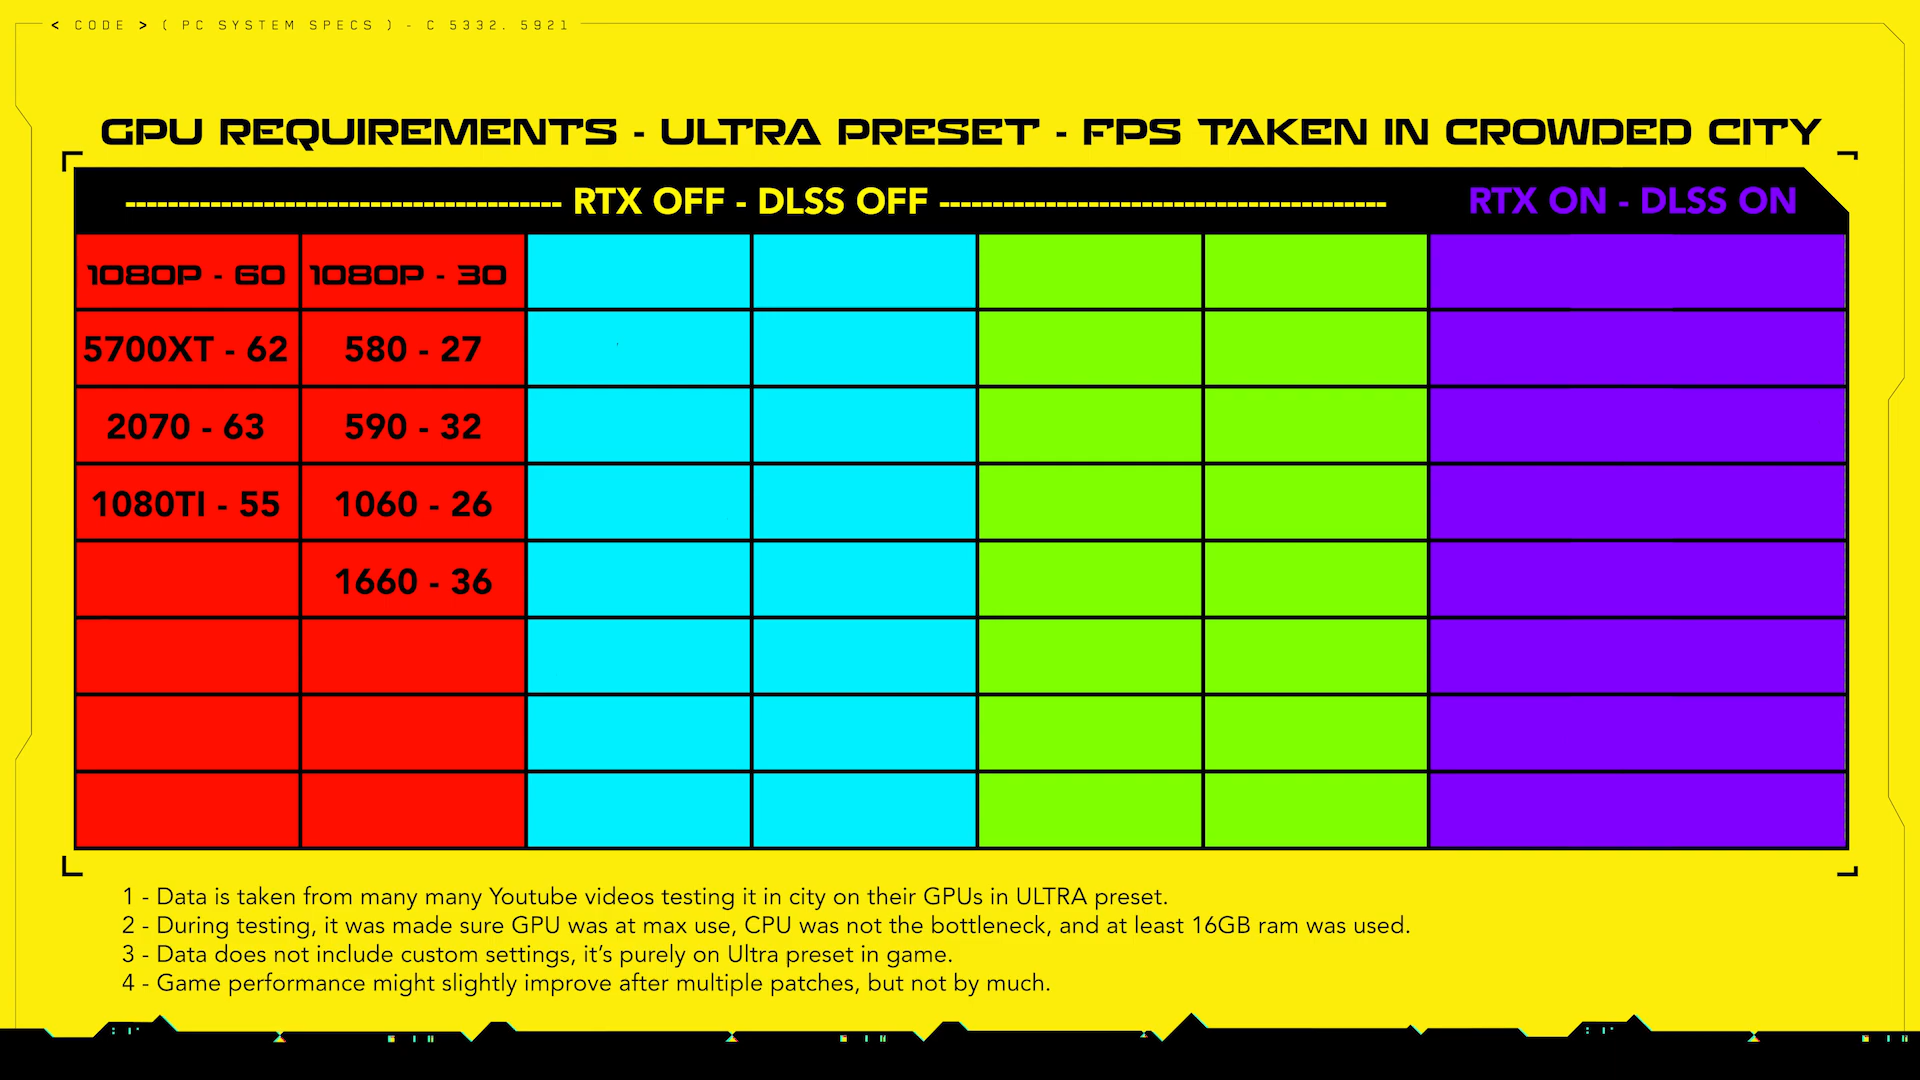 < CODE > ( PC SYSTEM SPECS ) - C 5332. 5921
GPU REQUIREMENTS - ULTRA PRESET - FPS TAKEN IN CROWDED CITY
----------------------------------------- RTX OFF - DLSS OFF ------------------------------------------ RTX ON - DLSS ON
1080P - 60 1080P - 30
5700XT - 62 580 - 27
2070 - 63 590 - 32
1080TI - 55 1060 - 26
1660 - 36
1 - Data is taken from many many Youtube videos testing it in city on their GPUs in ULTRA preset.
2 - During testing, it was made sure GPU was at max use, CPU was not the bottleneck, and at least 16GB ram was used.
3 - Data does not include custom settings, it’s purely on Ultra preset in game.
4 - Game performance might slightly improve after multiple patches, but not by much.